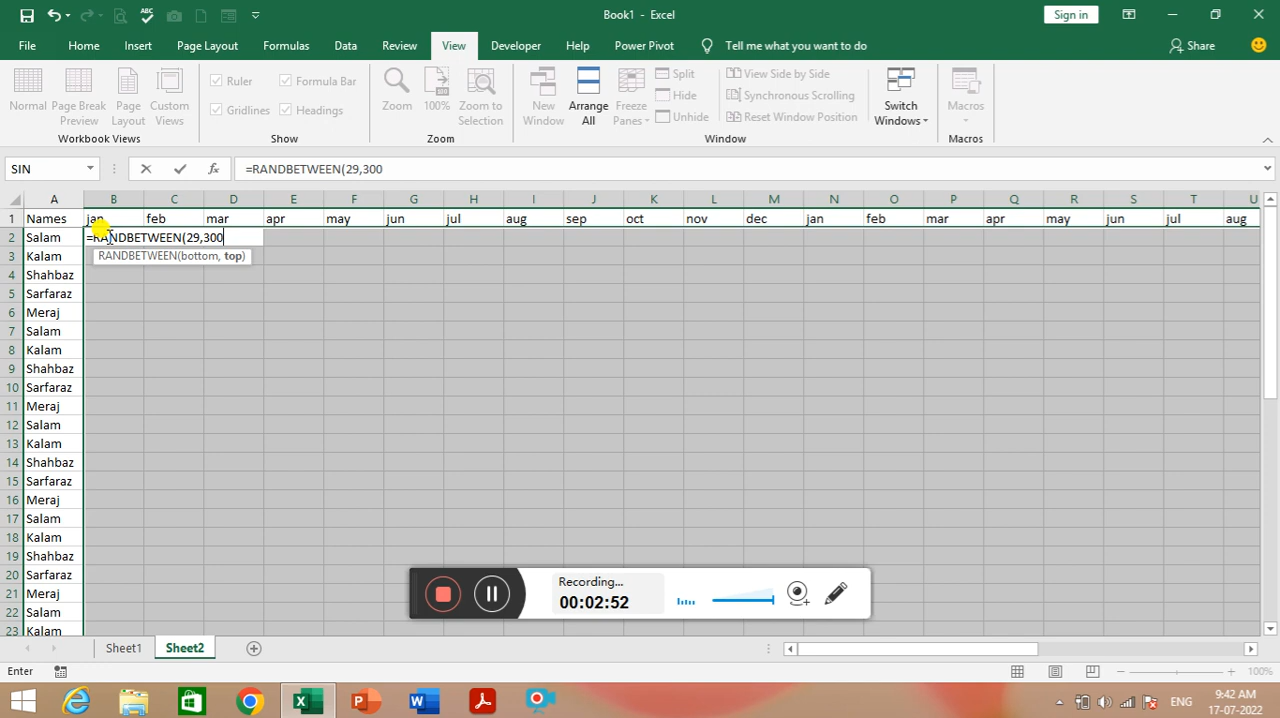 Book1 - Excel
Sign in
File Home Insert Page Layout Formulas Data Review View Developer Help Power Pivot Tell me what you want to do Share
Normal Page Break Preview Page Layout Custom Views
Workbook Views
Ruler Formula Bar
Gridlines Headings
Show
Zoom 100% Zoom to Selection
Zoom
New Window Arrange All Freeze Panes
Split
Hide
Unhide
View Side by Side
Synchronous Scrolling
Reset Window Position
Window
Switch Windows
Macros
Macros
SIN fx =RANDBETWEEN(29,300
A B C D E F G H I J K L M N O P Q R S T U
1 Names jan feb mar apr may jun jul aug sep oct nov dec jan feb mar apr may jun jul aug
2 Salam =RANDBETWEEN(29,300
3 Kalam RANDBETWEEN(bottom, top)
4 Shahbaz
5 Sarfaraz
6 Meraj
7 Salam
8 Kalam
9 Shahbaz
10 Sarfaraz
11 Meraj
12 Salam
13 Kalam
14 Shahbaz
15 Sarfaraz
16 Meraj
17 Salam
18 Kalam
19 Shahbaz
20 Sarfaraz
21 Meraj
22 Salam
23 Kalam
Recording...
00:02:52
Sheet1 Sheet2
Enter 100%
ENG 9:42 AM
17-07-2022